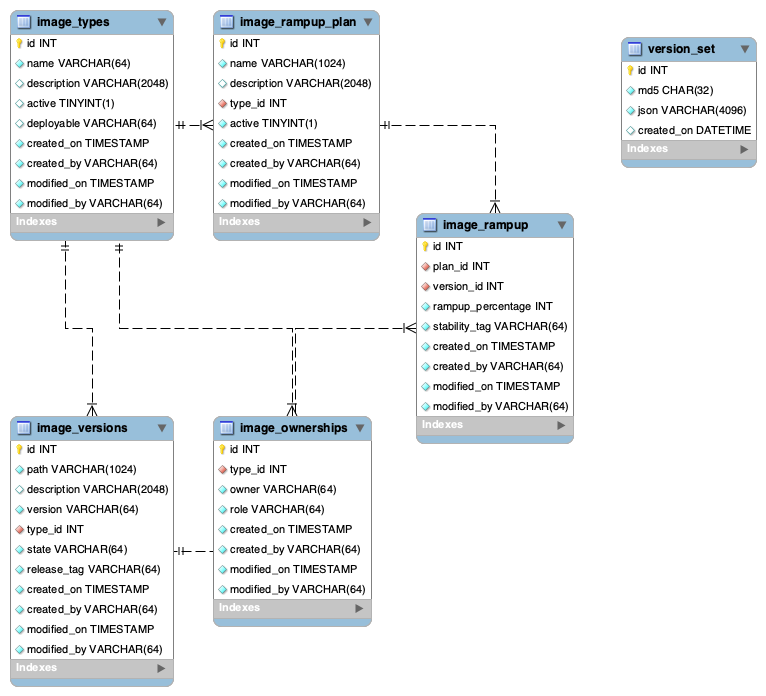 image_types
id INT
name VARCHAR(64)
description VARCHAR(2048)
active TINYINT(1)
deployable VARCHAR(64)
created_on TIMESTAMP
created_by VARCHAR(64)
modified_on TIMESTAMP
modified_by VARCHAR(64)
Indexes
image_rampup_plan
id INT
name VARCHAR(1024)
description VARCHAR(2048)
type_id INT
active TINYINT(1)
created_on TIMESTAMP
created_by VARCHAR(64)
modified_on TIMESTAMP
modified_by VARCHAR(64)
Indexes
version_set
id INT
md5 CHAR(32)
json VARCHAR(4096)
created_on DATETIME
Indexes
image_rampup
id INT
plan_id INT
version_id INT
rampup_percentage INT
stability_tag VARCHAR(64)
created_on TIMESTAMP
created_by VARCHAR(64)
modified_on TIMESTAMP
modified_by VARCHAR(64)
Indexes
image_versions
id INT
path VARCHAR(1024)
description VARCHAR(2048)
version VARCHAR(64)
type_id INT
state VARCHAR(64)
release_tag VARCHAR(64)
created_on TIMESTAMP
created_by VARCHAR(64)
modified_on TIMESTAMP
modified_by VARCHAR(64)
Indexes
image_ownerships
id INT
type_id INT
owner VARCHAR(64)
role VARCHAR(64)
created_on TIMESTAMP
created_by VARCHAR(64)
modified_on TIMESTAMP
modified_by VARCHAR(64)
Indexes